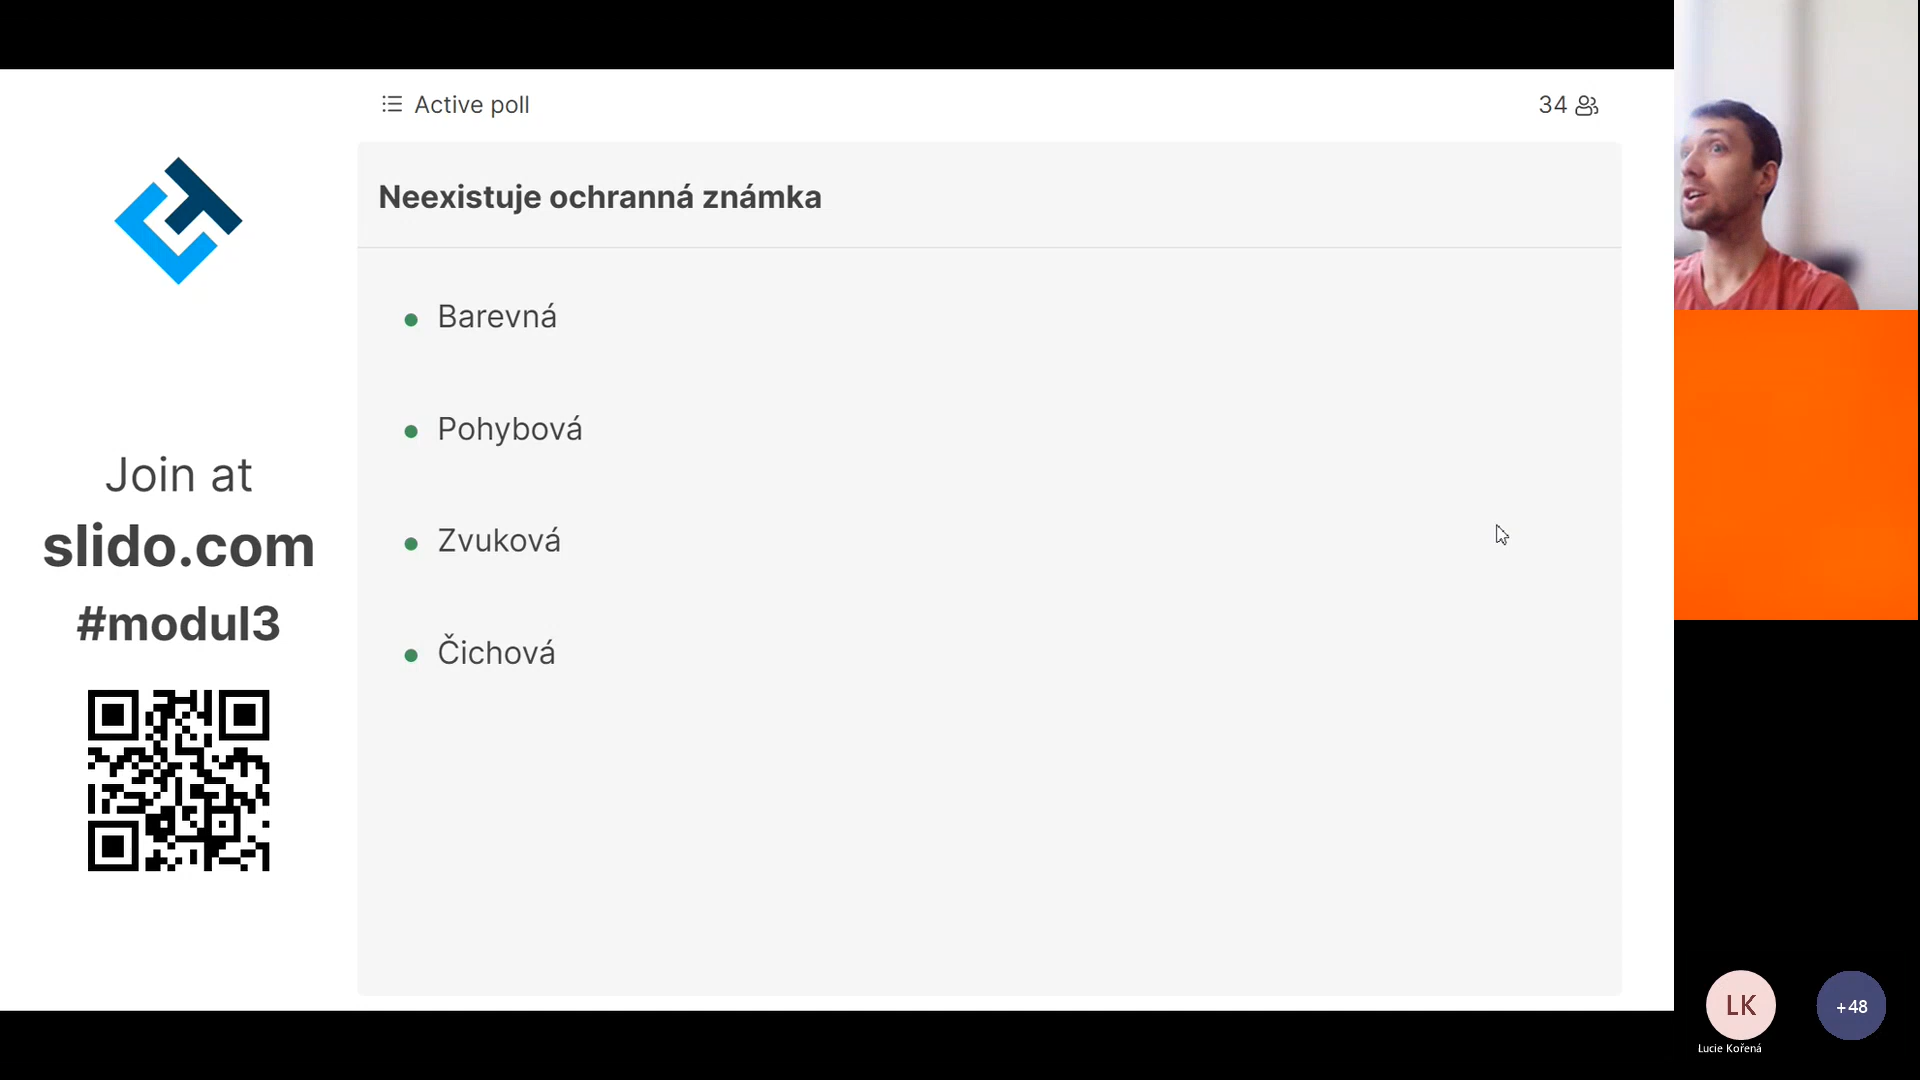 Active poll
34
Neexistuje ochranná známka
Barevná
Pohybová
Zvuková
Čichová
Join at
slido.com
#modul3
LK
+48
Lucie Kořená